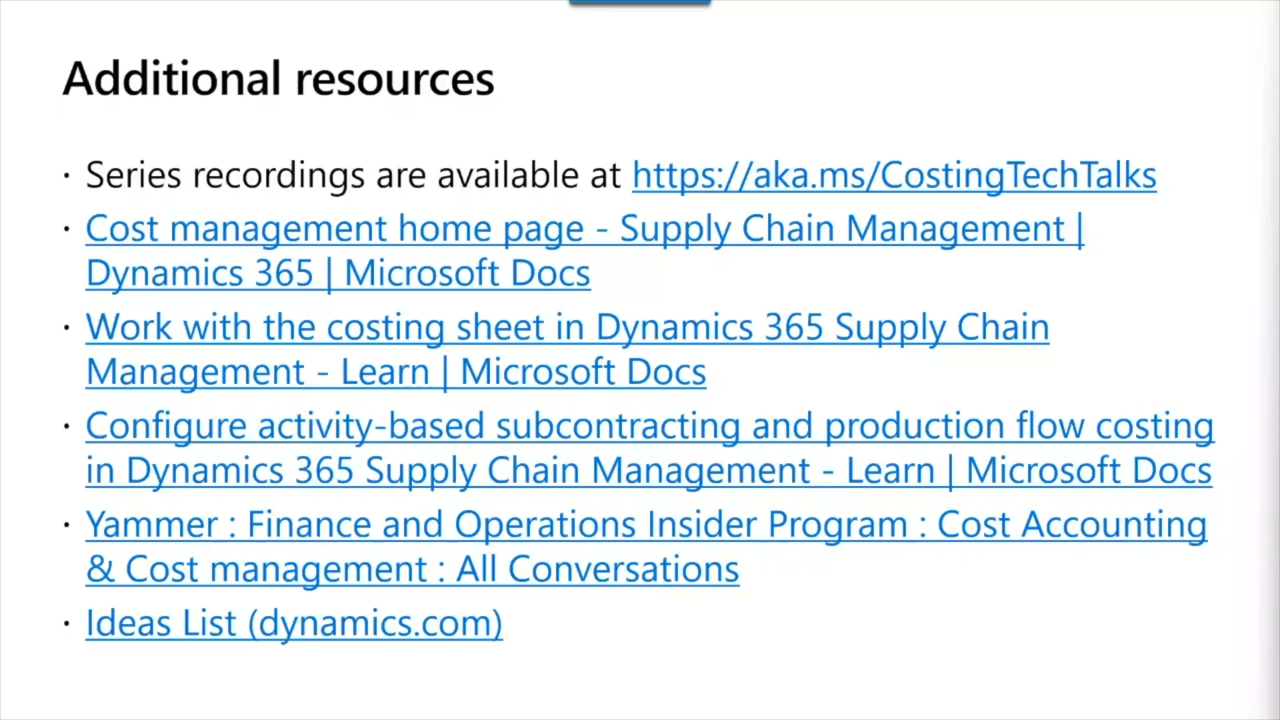 Additional resources
· Series recordings are available at https://aka.ms/CostingTechTalks
· Cost management home page - Supply Chain Management |
Dynamics 365 | Microsoft Docs
· Work with the costing sheet in Dynamics 365 Supply Chain
Management - Learn | Microsoft Docs
· Configure activity-based subcontracting and production flow costing
in Dynamics 365 Supply Chain Management - Learn | Microsoft Docs
· Yammer : Finance and Operations Insider Program : Cost Accounting
& Cost management : All Conversations
· Ideas List (dynamics.com)